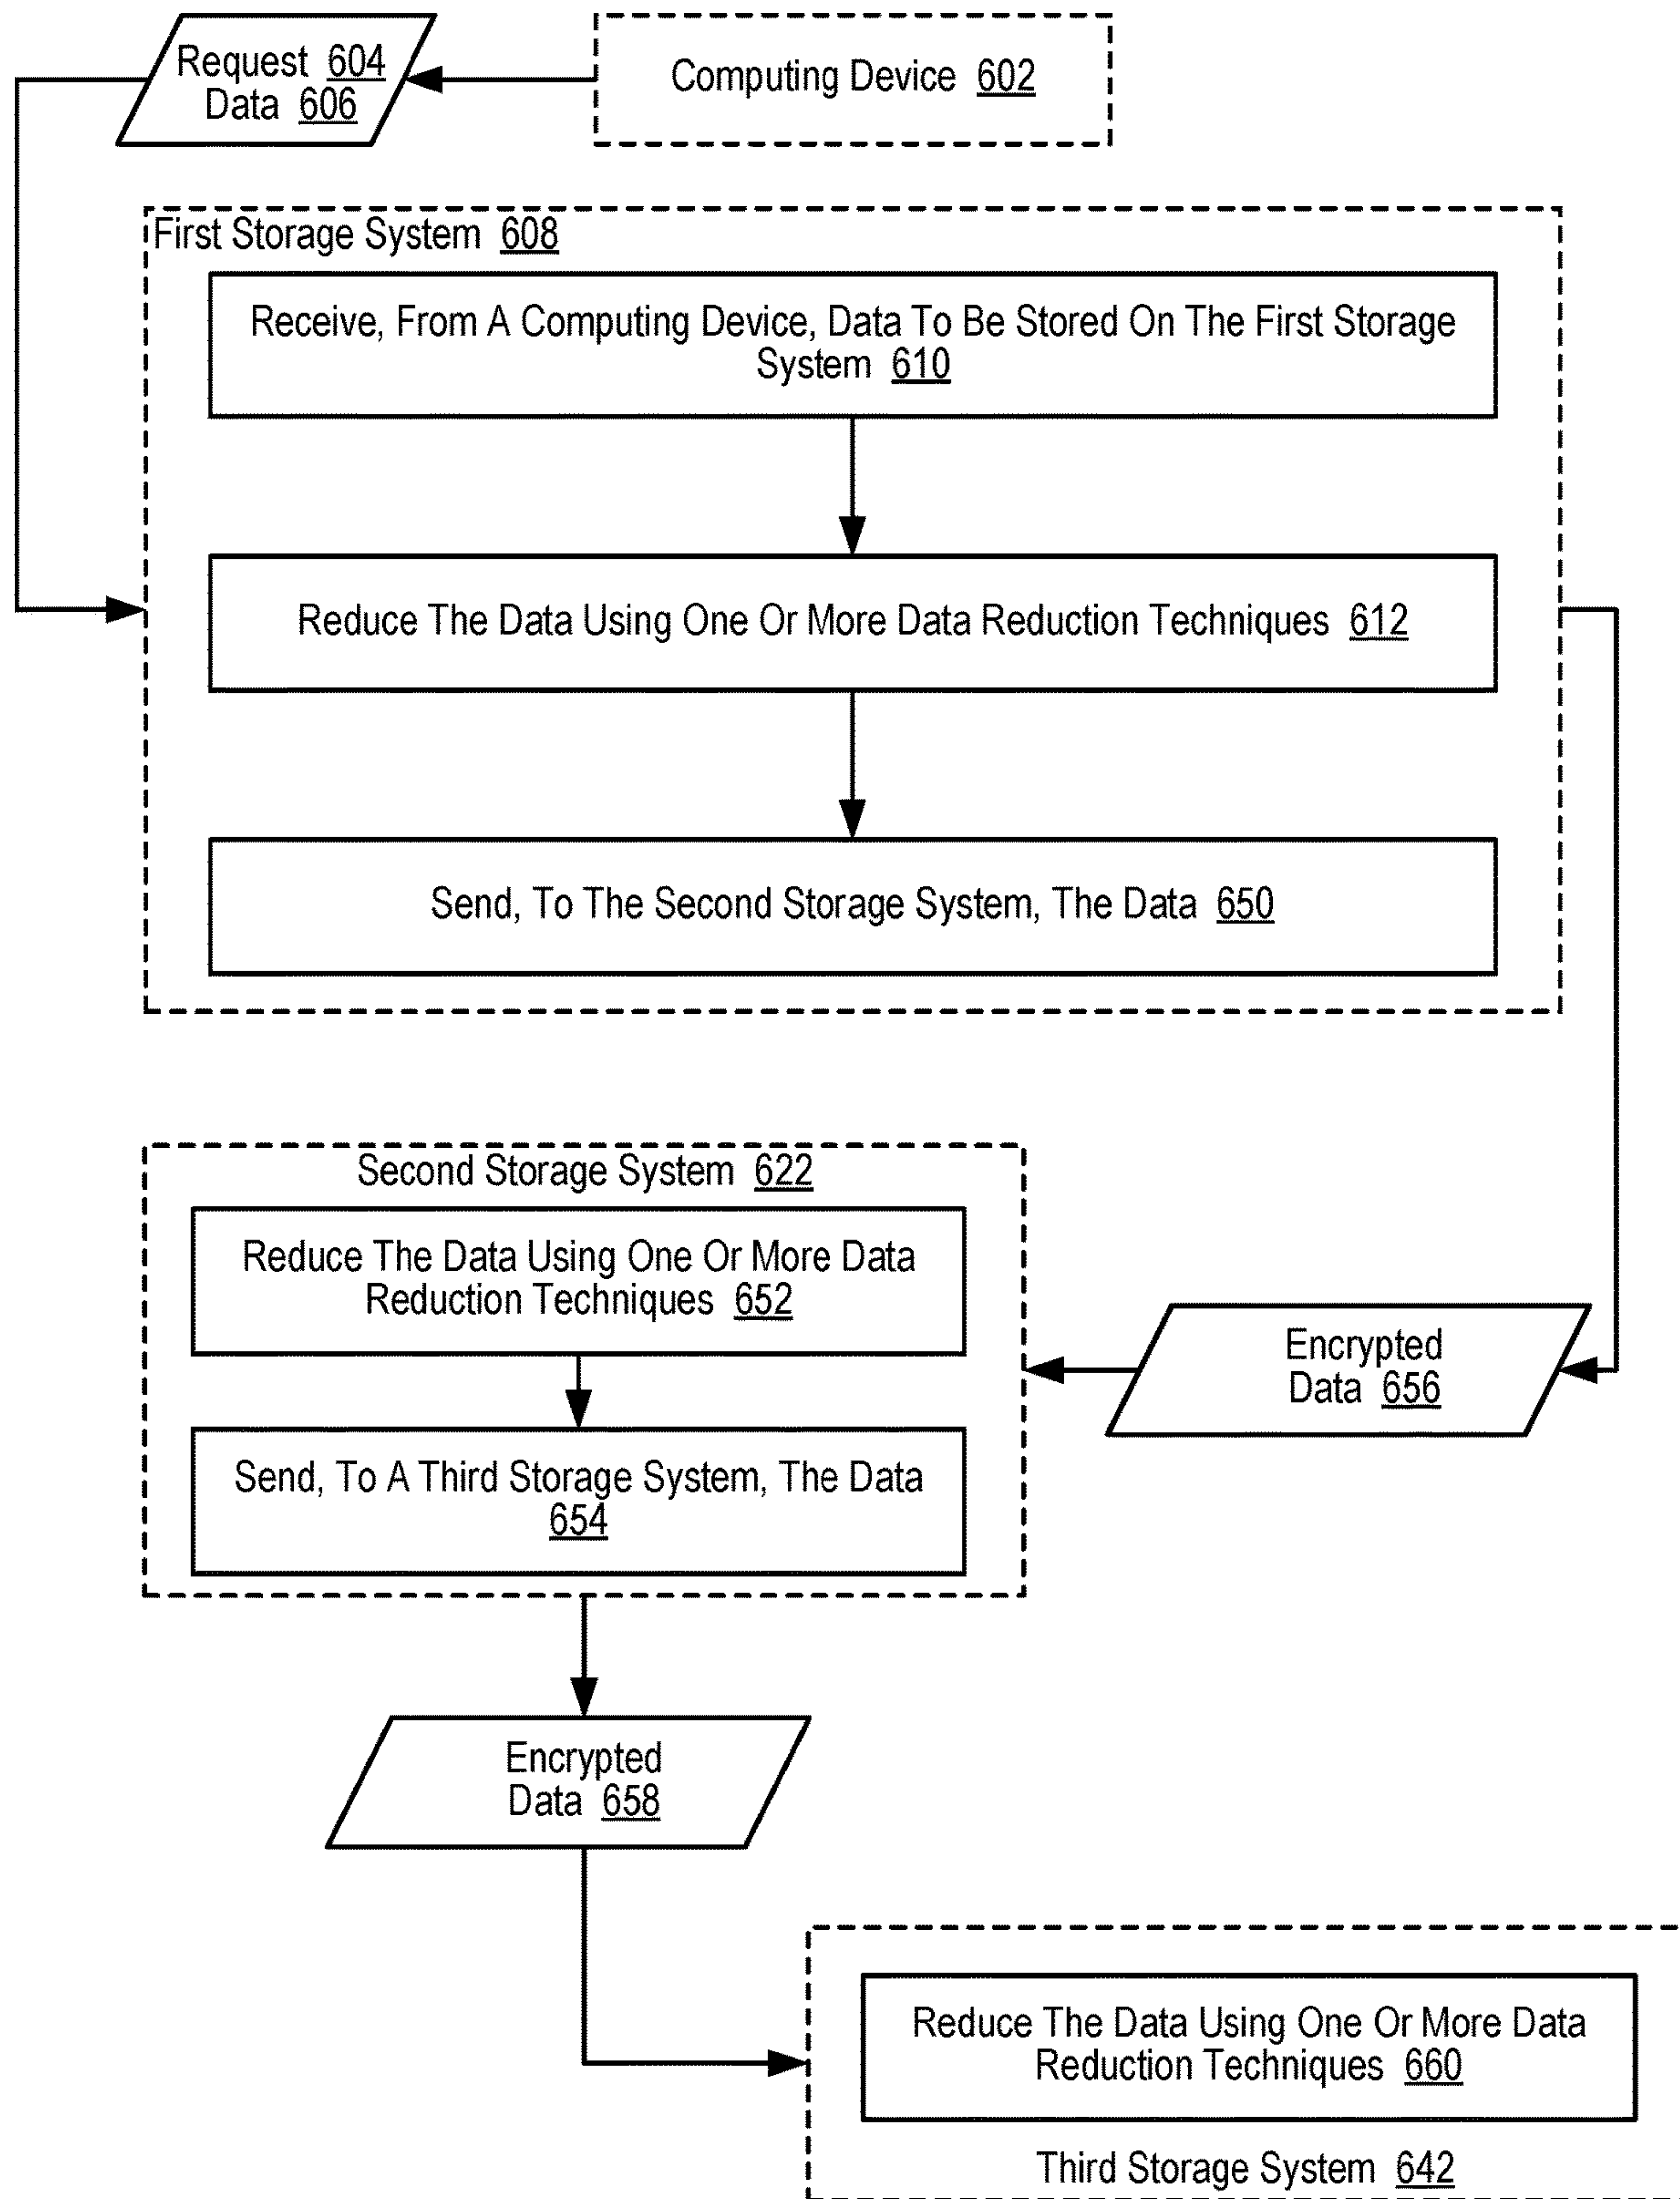 Request 604
Data 606
Computing Device 602
First Storage System 608
Receive, From A Computing Device, Data To Be Stored On The First Storage
System 610
Reduce The Data Using One Or More Data Reduction Techniques 612
Send, To The Second Storage System, The Data 650
Second Storage System 622
Reduce The Data Using One Or More Data
Reduction Techniques 652
Send, To A Third Storage System, The Data
654
Encrypted
Data 656
Encrypted
Data 658
Reduce The Data Using One Or More Data
Reduction Techniques 660
Third Storage System 642